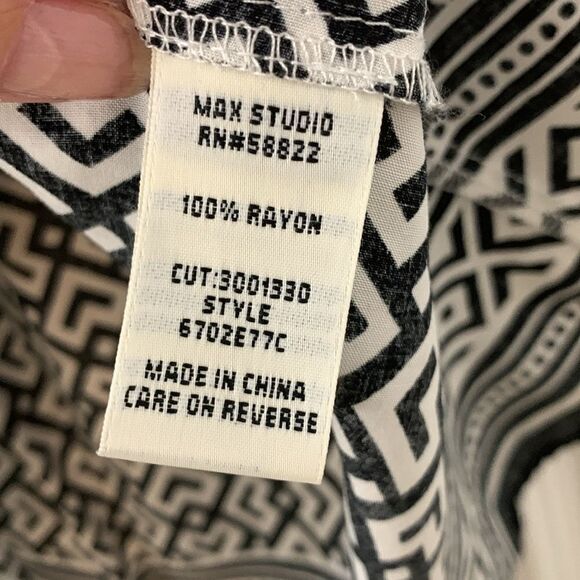 MAX STUDIO
RN#58822
100% RAYON
CUT:3001330
STYLE
6702E77C
MADE IN CHINA
CARE ON REVERSE